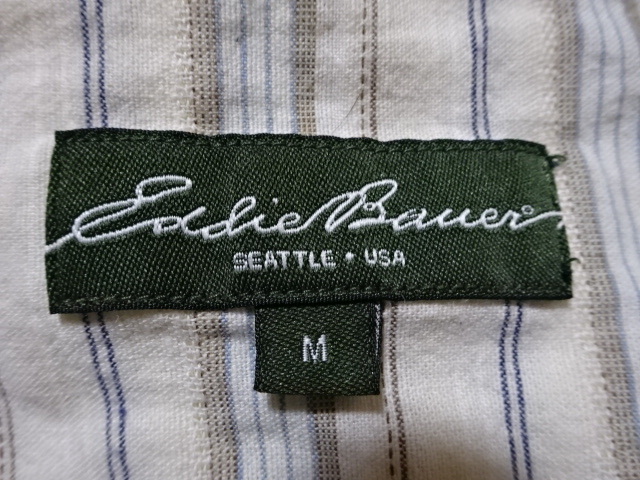 Eddie Bauer®
SEATTLE • USA
M